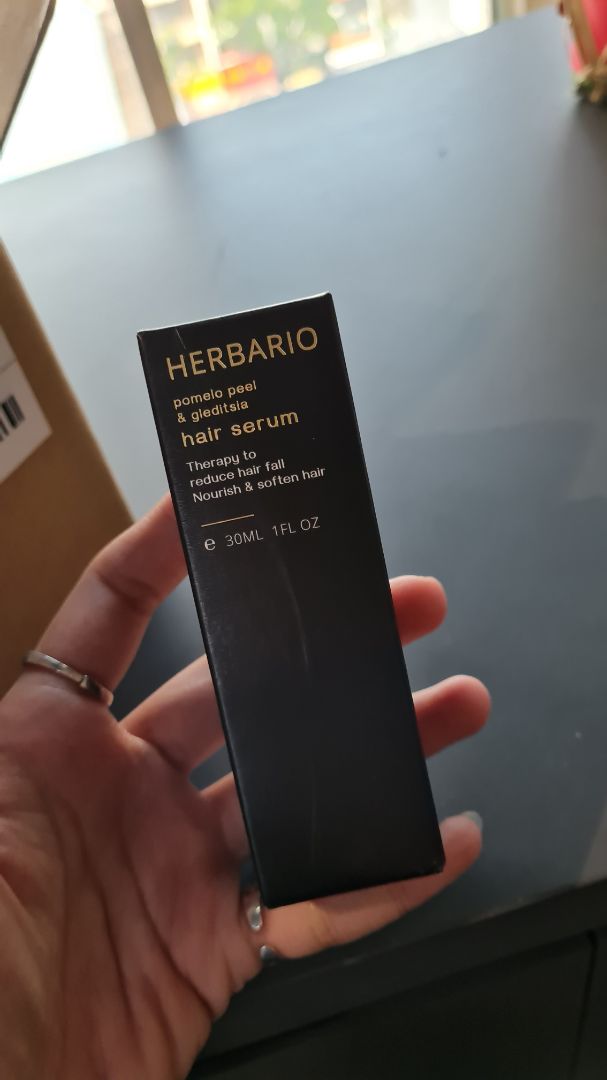 HERBARIO
pomelo peel
& gleditsia
hair serum
Therapy to
reduce hair fall
Nourish & soften hair
e 30ML 1FL OZ